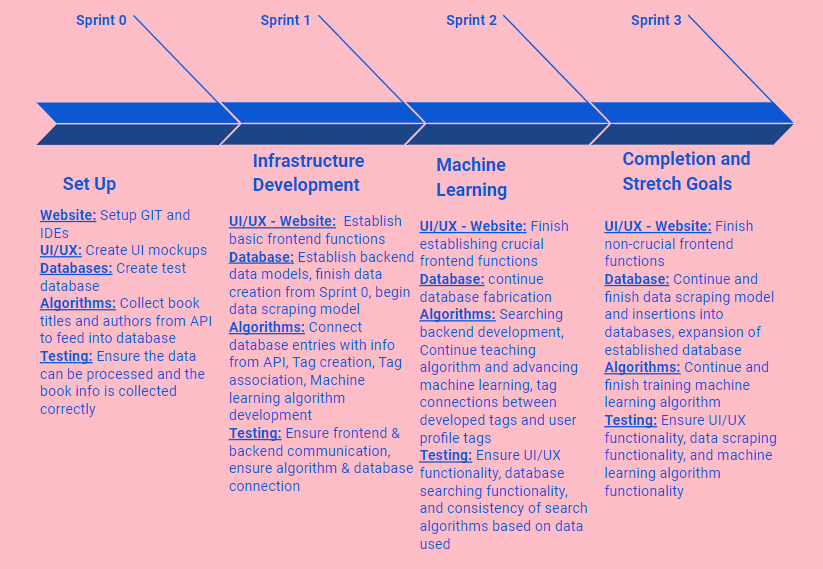 Sprint 0
Sprint 1
Sprint 2
Sprint 3
Set Up
Website: Setup GIT and
IDEs
UI/UX: Create UI mockups
Databases: Create test
database
Algorithms: Collect book
titles and authors from API
to feed into database
Testing: Ensure the data
can be processed and the
book info is collected
correctly
Infrastructure
Development
UI/UX - Website: Establish
basic frontend functions
Database: Establish backend
data models, finish data
creation from Sprint 0, begin
data scraping model
Algorithms: Connect
database entries with info
from API, Tag creation, Tag
association, Machine
learning algorithm
development
Testing: Ensure frontend &
backend communication,
ensure algorithm & database
connection
Machine
Learning
UI/UX - Website: Finish
establishing crucial
frontend functions
Database: continue
database fabrication
Algorithms: Searching
backend development,
Continue teaching
algorithm and advancing
machine learning, tag
connections between
developed tags and user
profile tags
Testing: Ensure UI/UX
functionality, database
searching functionality,
and consistency of search
algorithms based on data
used
Completion and
Stretch Goals
UI/UX - Website: Finish
non-crucial frontend
functions
Database: Continue and
finish data scraping model
and insertions into
databases, expansion of
established database
Algorithms: Continue and
finish training machine
learning algorithm
Testing: Ensure UI/UX
functionality, data scraping
functionality, and machine
learning algorithm
functionality